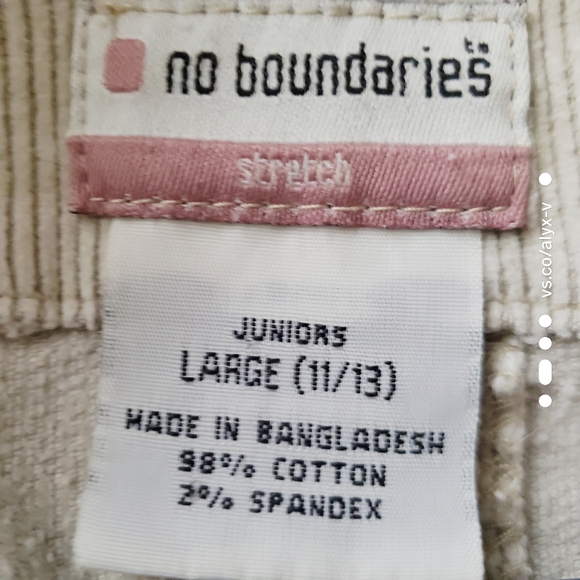 no boundaries™
stretch
JUNIORS
LARGE (11/13)
MADE IN BANGLADESH
98% COTTON
2% SPANDEX
vs.co/alyx-v